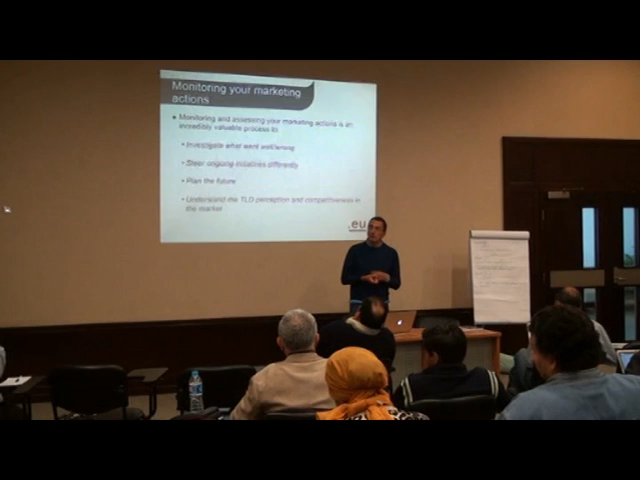 Monitoring your marketing
actions
Monitoring and assessing your marketing actions is an
incredibly valuable process to:
Investigate what went well/wrong
Steer ongoing initiatives differently
Plan the future
Understand the TLD perception and competitiveness in
the market
.eu